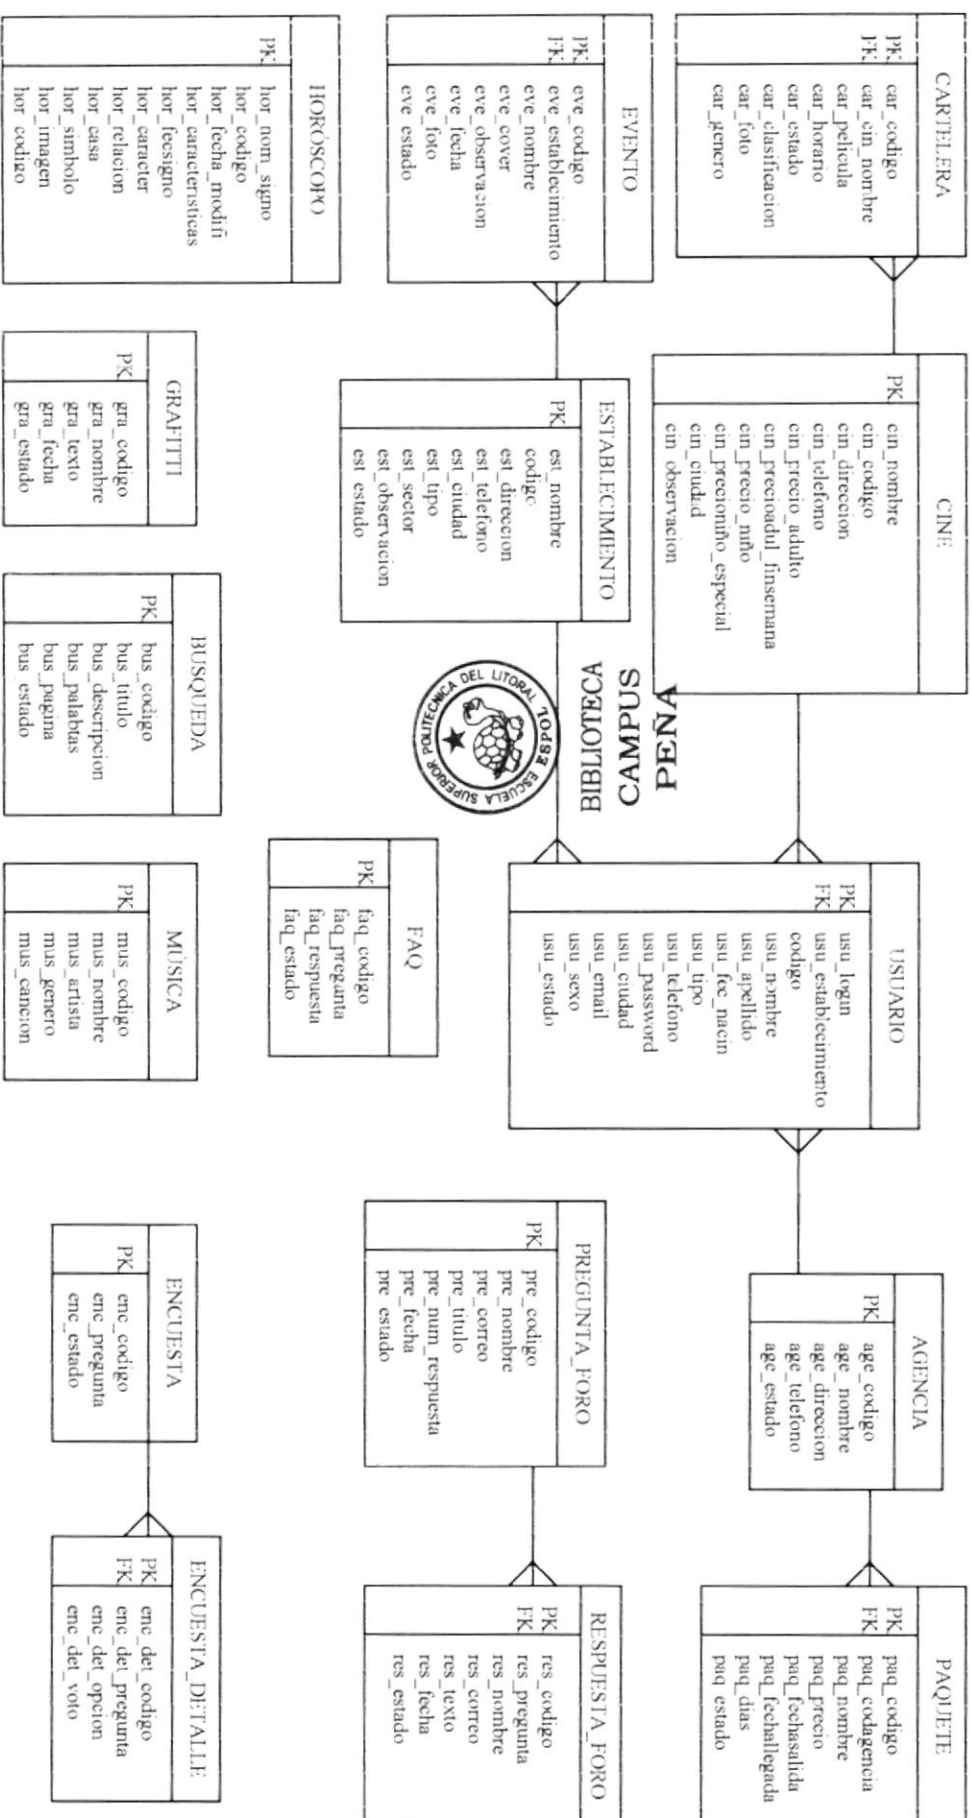 CARTELERA
PK car_codigo
FK car_cin_nombre
car_pelicula
car_horario
car_estado
car_clasificacion
car_foto
car_genero
CINE
PK cin_nombre
cin_codigo
cin_direccion
cin_telefono
cin_precio_adulto
cin_precioadul_finsemana
cin_precio_niño
cin_precioniño_especial
cin_ciudad
cin_observacion
USUARIO
PK usu_login
FK usu_establecimiento
codigo
usu_nombre
usu_apellido
usu_fec_nacin
usu_tipo
usu_telefono
usu_password
usu_ciudad
usu_email
usu_sexo
usu_estado
AGENCIA
PK age_codigo
age_nombre
age_direccion
age_telefono
age_estado
PAQUETE
PK paq_codigo
FK paq_codagencia
paq_nombre
paq_precio
paq_fechasalida
paq_fechallegada
paq_dias
paq_estado
EVENTO
PK eve_codigo
FK eve_establecimiento
eve_nombre
eve_cover
eve_observacion
eve_fecha
eve_foto
eve_estado
ESTABLECIMIENTO
PK est_nombre
codigo
est_direccion
est_telefono
est_ciudad
est_tipo
est_sector
est_observacion
est_estado
PEÑA
CAMPUS
BIBLIOTECA
ESCUELA SUPERIOR POLITECNICA DEL LITORAL
ESPOL
FAQ
PK faq_codigo
faq_pregunta
faq_respuesta
faq_estado
PREGUNTA_FORO
PK pre_codigo
pre_nombre
pre_correo
pre_titulo
pre_num_respuesta
pre_fecha
pre_estado
RESPUESTA_FORO
PK res_codigo
FK res_pregunta
res_nombre
res_correo
res_texto
res_fecha
res_estado
HORÓSCOPO
PK hor_nom_signo
hor_codigo
hor_fecha_modifi
hor_caracteristicas
hor_fecsigno
hor_caracter
hor_relacion
hor_casa
hor_simbolo
hor_imagen
hor_codigo
GRAFITTI
PK gra_codigo
gra_nombre
gra_texto
gra_fecha
gra_estado
BUSQUEDA
PK bus_codigo
bus_titulo
bus_descripcion
bus_palabtas
bus_pagina
bus_estado
MÚSICA
PK mus_codigo
mus_nombre
mus_artista
mus_genero
mus_cancion
ENCUESTA
PK enc_codigo
enc_pregunta
enc_estado
ENCUESTA_DETALLE
PK enc_det_codigo
FK enc_det_pregunta
enc_det_opcion
enc_det_voto